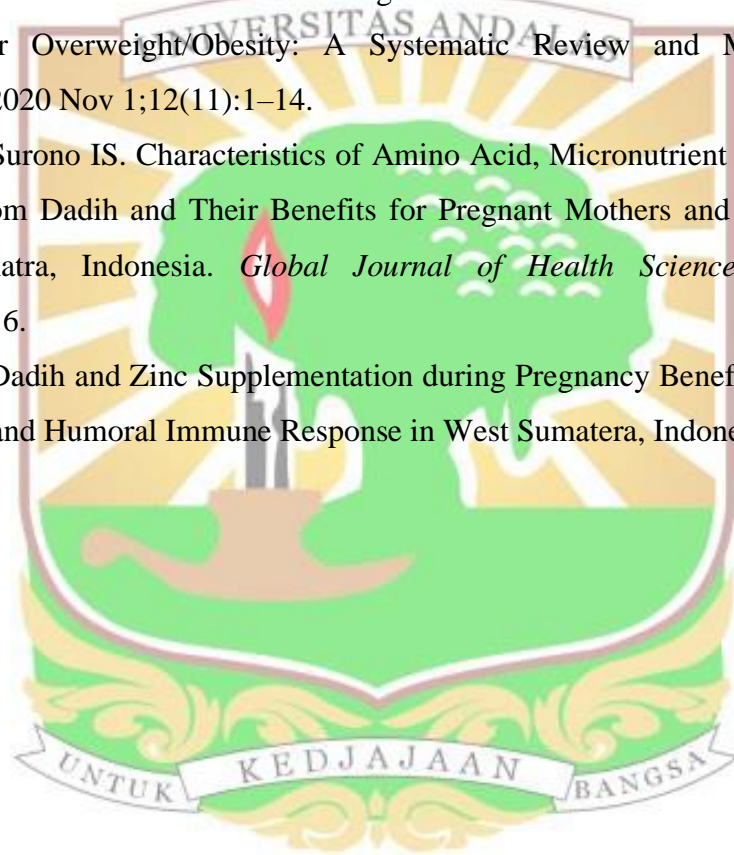 UNIVERSITAS ANDALAS
r Overweight/Obesity: A Systematic Review and M
2020 Nov 1;12(11):1–14.
Surono IS. Characteristics of Amino Acid, Micronutrient
om Dadih and Their Benefits for Pregnant Mothers and
atra, Indonesia. Global Journal of Health Science
6.
Dadih and Zinc Supplementation during Pregnancy Benef
and Humoral Immune Response in West Sumatera, Indone
UNTUK KEDJAJAAN BANGSA